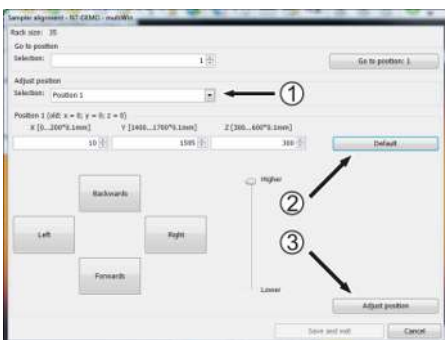 Sampler alignment - NT-CEMO - multiWin
Rack size: 35
Go to position
Selection: 1 Go to position: 1
Adjust position
Selection: Position 1 ①
Position 1 (old: x = 0; y = 0; z = 0)
X [0...200*0.1mm] Y [1400...1700*0.1mm] Z [300...600*0.1mm]
10 1585 300 Default
Higher
Backwards ②
Left Right ③
Forwards
Lower
Adjust position
Save and exit Cancel